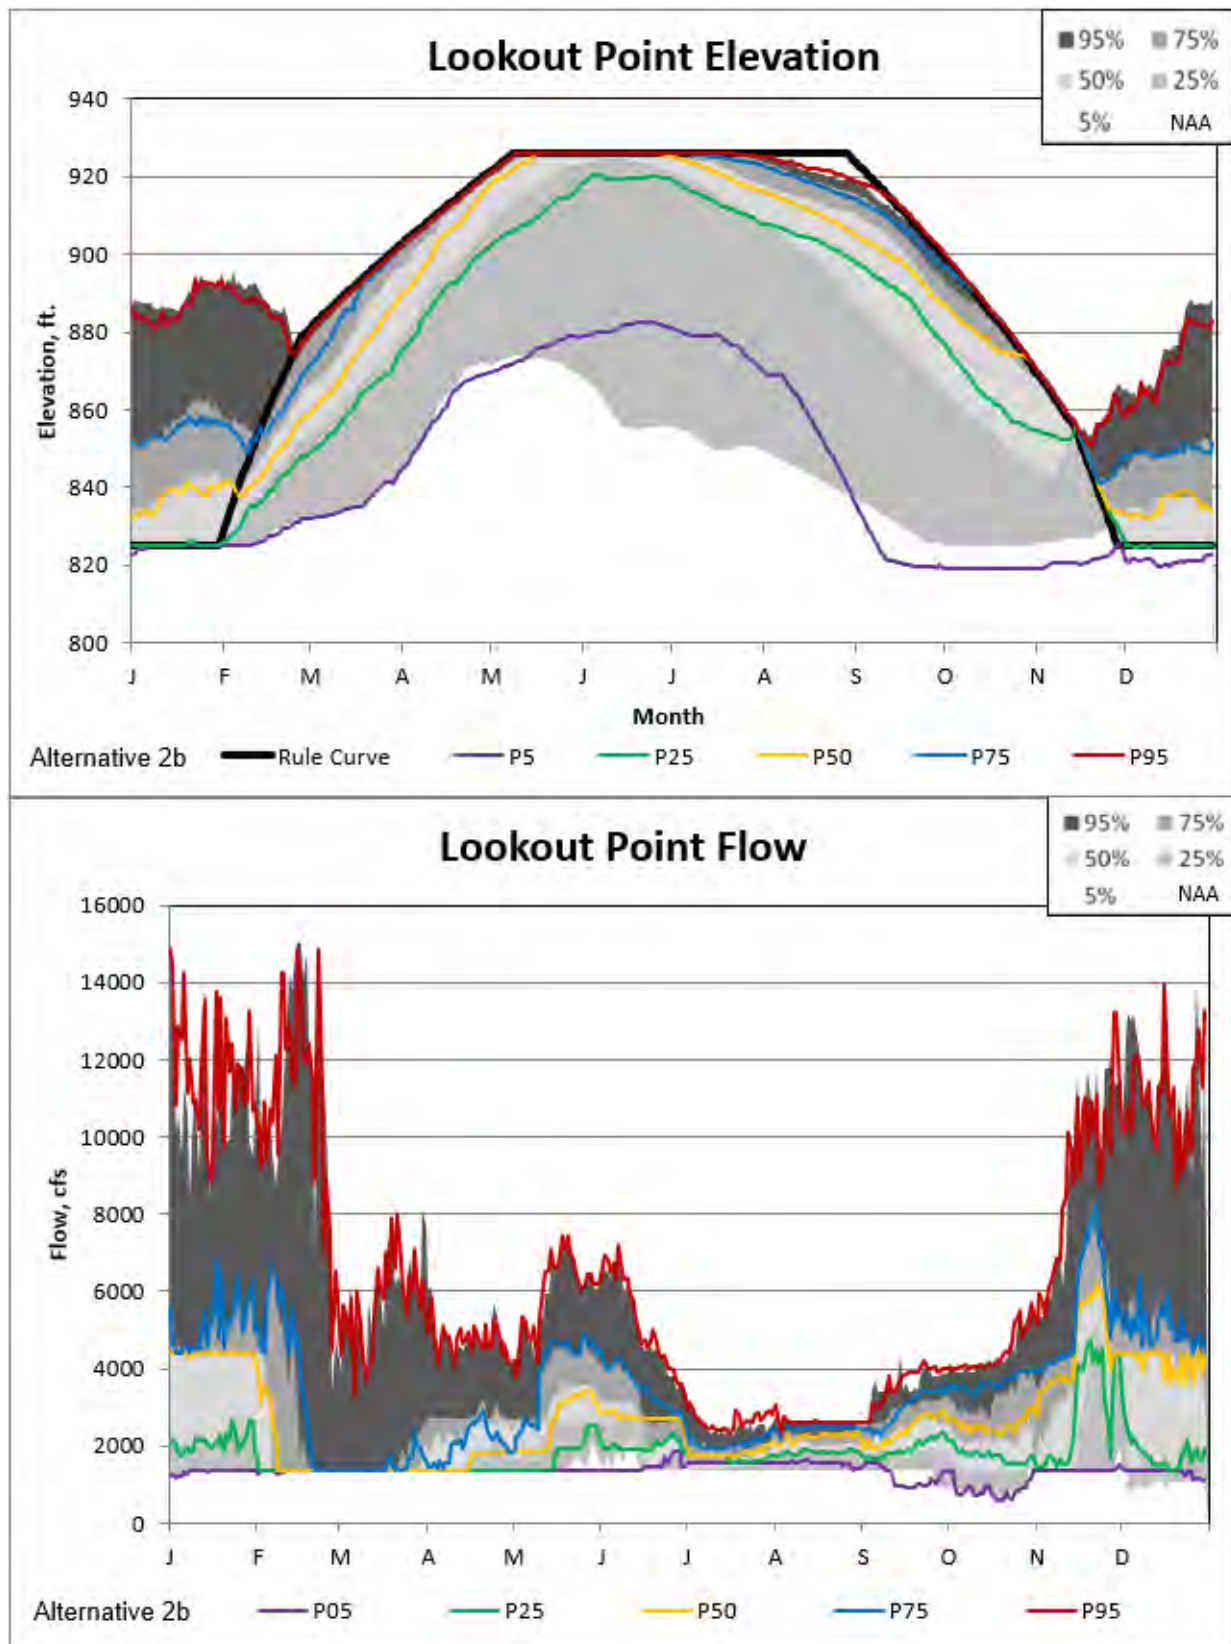 Lookout Point Elevation
95% 75%
50% 25%
5% NAA
940
920
900
880
860
840
820
800
Elevation, ft.
J F M A M J J A S O N D
Month
Alternative 2b Rule Curve P5 P25 P50 P75 P95
Lookout Point Flow
95% 75%
50% 25%
5% NAA
16000
14000
12000
10000
8000
6000
4000
2000
0
Flow, cfs
J F M A M J J A S O N D
Alternative 2b P05 P25 P50 P75 P95